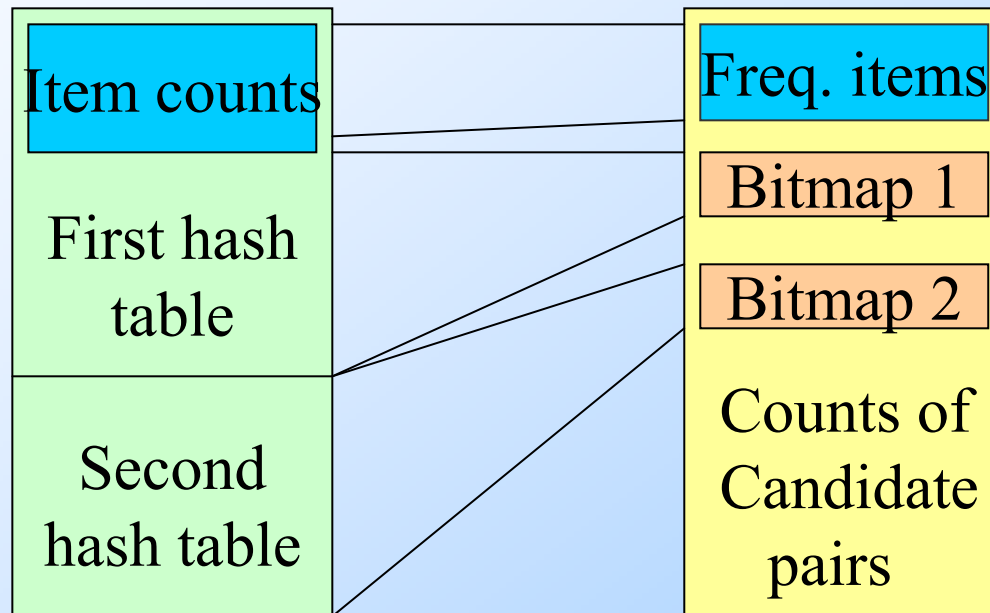 Item counts
First hash
table
Second
hash table
Freq. items
Bitmap 1
Bitmap 2
Counts of
Candidate
pairs